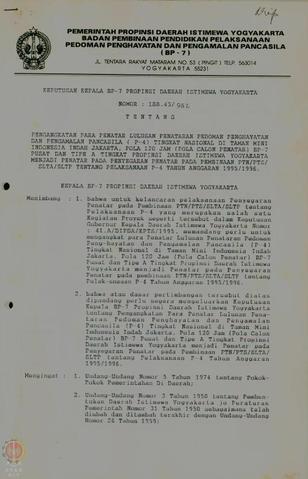 PEMERINTAH PROPINSI DAERAH ISTIMEWA YOGYAKARTA
BADAN PEMBINAAN PENDIDIKAN PELAKSANAAN
PEDOMAN PENGHAYATAN DAN PENGAMALAN PANCASILA
( BP - 7 )
JL. TENTARA RAKYAT MATARAM NO. 53 ( PINGIT ) TELP. 563014
YOGYAKARTA 55231
KEPUTUSAN KEPALA BP-7 PROPINSI DAERAH ISTIMEWA YOGYAKARTA
NOMOR : 188.43/
T E N T A N G
PENGANGKATAN PARA PENATAR LULUSAN PENATARAN PEDOMAN PENGHAYATAN
DAN PENGAMALAN PANCASILA ( P-4) TINGKAT NASIONAL DI TAMAN MINI
INDONESIA INDAH JAKARTA, POLA 120 JAM (POLA CALON PENATAR) BP-7
PUSAT DAN TIPE A TINGKAT PROPINSI DAERAH ISTIMEWA YOGYAKARTA
MENJADI PENATAR PADA PENYEGARAN PENATAR PADA PEMBINAAN PTN/PTS/
SLTA/SLTP TENTANG PELAKSANAAN P-4 TAHUN ANGGARAN 1995/1996.
KEPALA BP-7 PROPINSI DAERAH ISTIMEWA YOGYAKARTA
Menimbang : 1. bahwa untuk kelancaran pelaksanaan Penyegaran
Penatar pada Pembinaan PTN/PTS/SLTA/SLTP tentang
Pelaksanaan P-4 yang merupakan salah satu
Kegiatan Proyek seperti tersebut dalam Keputusan
Gubernur Kepala Daerah Istimewa Yogyakarta Nomor
: 41.A/DIPDA/KPTS/1995, memandang perlu untuk
mengangkat para Penatar Lulusan Penataran Pedoman
Peng-hayatan dan Pengamalan Pancasila (P-4)
Tingkat Nasional di Taman Mini Indonesia Indah
Jakarta, Pola 120 Jam (Pola Calon Penatar) BP-7
Pusat dan Tipe A Tingkat Propinsi Daerah Istimewa
Yogyakarta menjadi Penatar pada Penyegaran
Penatar pada pembinaan PTN/PTS/SLTA/SLTP tentang
Pelak-sanaan P-4 Tahun Anggaran 1995/1996.
2. bahwa atas dasar pertimbangan tersebut diatas
dipandang perlu segera mengeluarkan Keputusan
Kepala BP-7 Propinsi Daerah Istimewa Yogyakarta
tentang Pengangkatan Para Penatar Lulusan Pena-
taran Pedoman Penghayatan dan Pengamalan
Pancasila (P-4) Tingkat Nasional di Taman Mini
Indonesia Indah Jakarta, Pola 120 Jam (Pola Calon
Penatar) BP-7 Pusat dan Tipe A Tingkat Propinsi
Daerah Istimewa Yogyakarta menjadi Penatar pada
Penyegaran Penatar pada Pembinaan PTN/PTS/SLTA/
SLTP tentang Pelaksanaan P-4 Tahun Anggaran
1995/1996.
Mengingat : 1. Undang-Undang Nomor 5 Tahun 1974 tentang Pokok-
Pokok Pemerintahan Di Daerah;
2. Undang-Undang Nomor 3 Tahun 1950 tentang Pemben-
tukan Daerah Istimewa Yogyakarta jo Peraturan
Pemerintah Nomor 31 Tahun 1950 sebagaimana telah
diubah dan ditambah terakhir dengan Undang-Undang
Nomor 26 Tahun 1959;